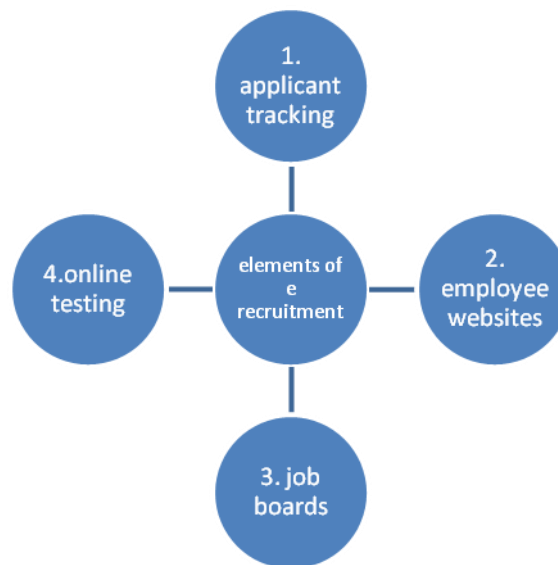 1.
applicant
tracking
elements of
e
recruitment
2.
employee
websites
3. job
boards
4.online
testing